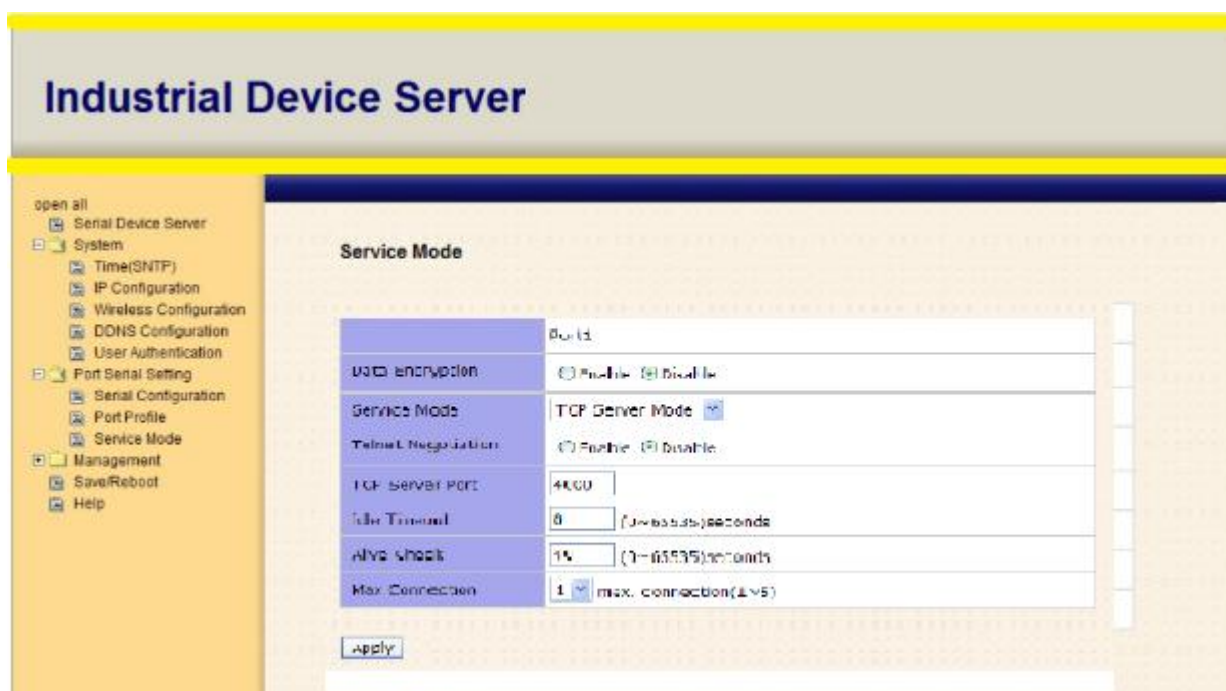 Industrial Device Server
open all
Serial Device Server
System
Time(SNTP)
IP Configuration
Wireless Configuration
DDNS Configuration
User Authentication
Port Serial Setting
Serial Configuration
Port Profile
Service Mode
Management
Save/Reboot
Help
Service Mode
Data Encryption Enable Disable
Service Mode TCP Server Mode
Telnet Negotiation Enable Disable
TCP Server Port 4000
Idle Timeout 0 (0~65535)seconds
Alive Check (0~65535)seconds
Max Connection 1 max. connection(1~5)
Apply